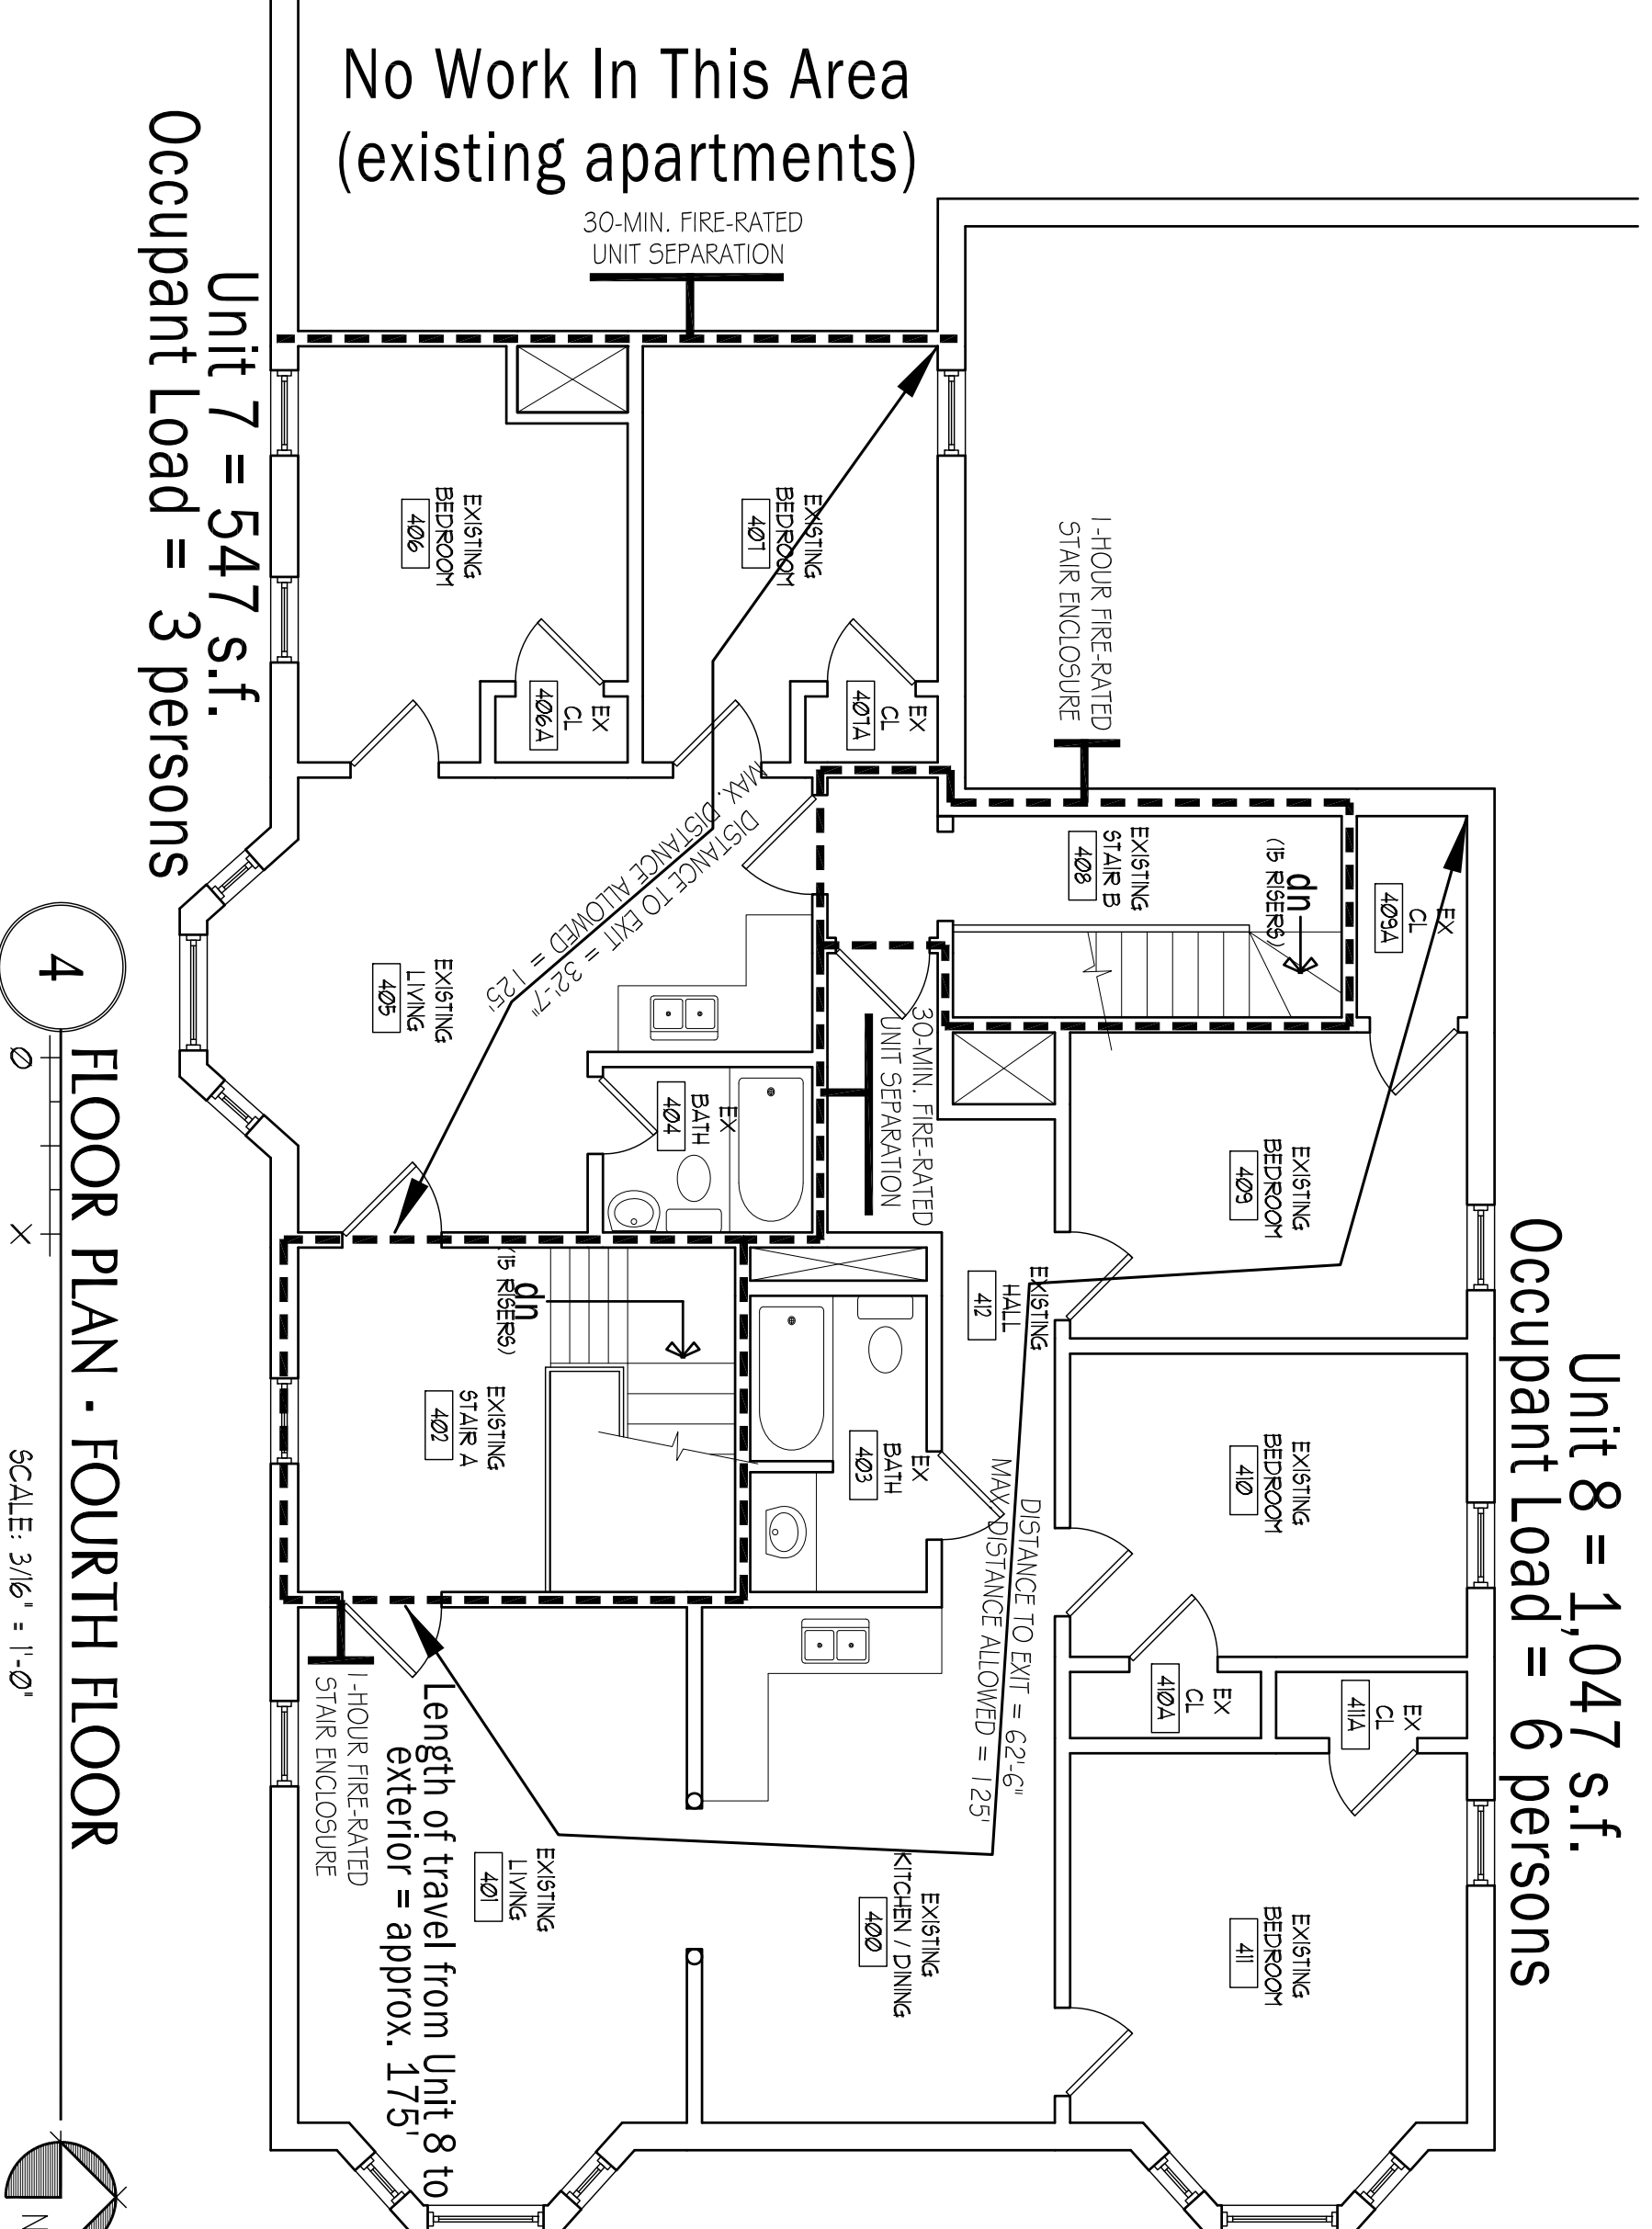 No Work In This Area
(existing apartments)
30-MIN. FIRE-RATED
UNIT SEPARATION
Unit 7 = 547 s.f.
Occupant Load = 3 persons
Unit 8 = 1,047 s.f.
Occupant Load = 6 persons
1-HOUR FIRE-RATED
STAIR ENCLOSURE
EXISTING
BEDROOM
406
EXISTING
BEDROOM
407
EX
CL
406A
EX
CL
407A
EXISTING
STAIR B
408
dn
(15 RISERS)
EX
CL
409A
MAX. DISTANCE ALLOWED = 125'
DISTANCE TO EXIT = 32'-7"
EXISTING
LIVING
405
EX
BATH
404
30-MIN. FIRE-RATED
UNIT SEPARATION
EXISTING
BEDROOM
409
EXISTING
HALL
412
dn
(15 RISERS)
EXISTING
STAIR A
402
EX
BATH
403
EXISTING
BEDROOM
410
DISTANCE TO EXIT = 62'-6"
MAX. DISTANCE ALLOWED = 125'
EX
CL
410A
EX
CL
411A
1-HOUR FIRE-RATED
STAIR ENCLOSURE
Length of travel from Unit 8 to
exterior = approx. 175'
EXISTING
LIVING
401
EXISTING
KITCHEN / DINING
400
EXISTING
BEDROOM
411
4
FLOOR PLAN - FOURTH FLOOR
0 X
SCALE: 3/16" = 1'-0"
N